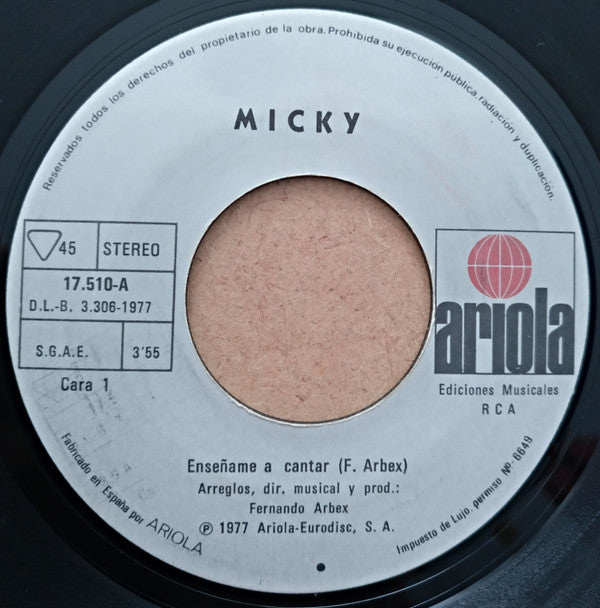 Reservados todos los derechos del propietario de la obra. Prohibida su ejecución pública, radiación y duplicación.
MICKY
45 STEREO
17.510-A
D.L.-B. 3.306-1977
S.G.A.E. 3'55
Cara 1
ariola
Ediciones Musicales
RCA
Enseñame a cantar (F. Arbex)
Arreglos, dir. musical y prod.:
Fernando Arbex
Ⓟ 1977 Ariola-Eurodisc, S. A.
Fabricado en España por ARIOLA
Impuesto de Lujo, permiso Nº 6649